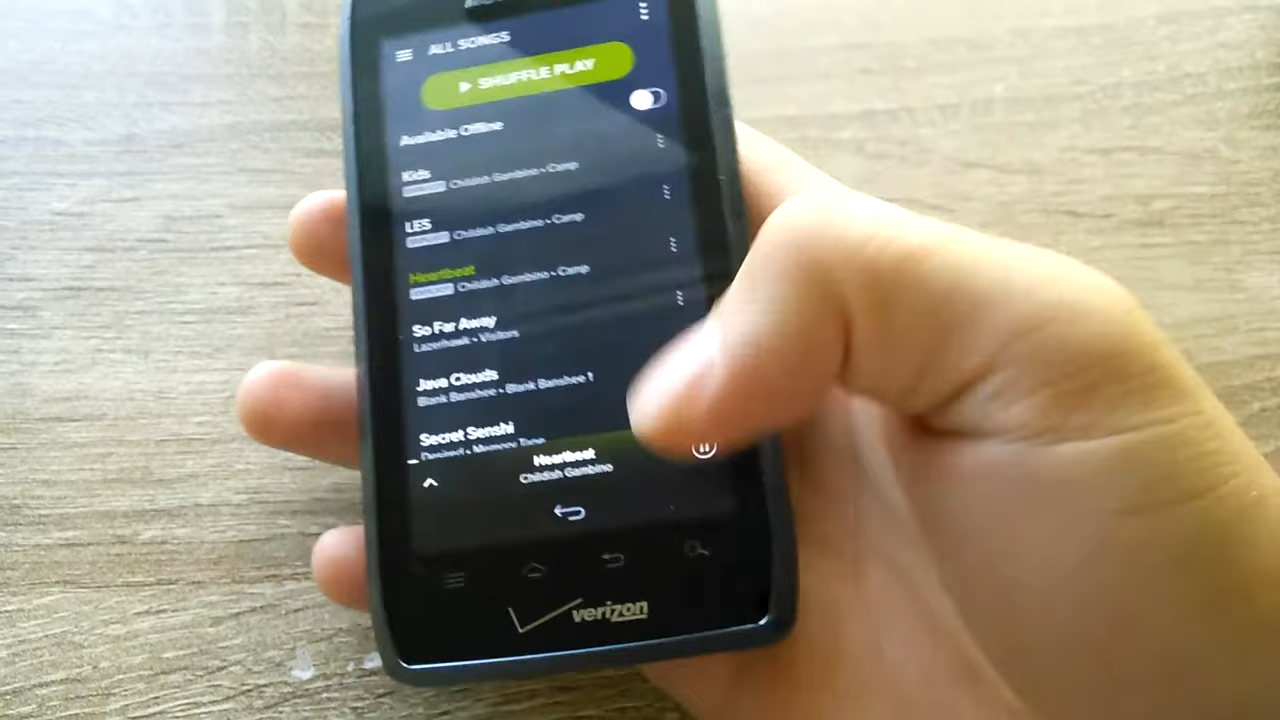 ALL SONGS
SHUFFLE PLAY
Available Offline
Kids
Childish Gambino • Camp
LES
Childish Gambino • Camp
Heartbeat
Childish Gambino • Camp
So Far Away
Lazerhawk • Visitors
Java Clouds
Blank Banshee • Blank Banshee 1
Secret Senshi
Heartbeat
Childish Gambino
verizon